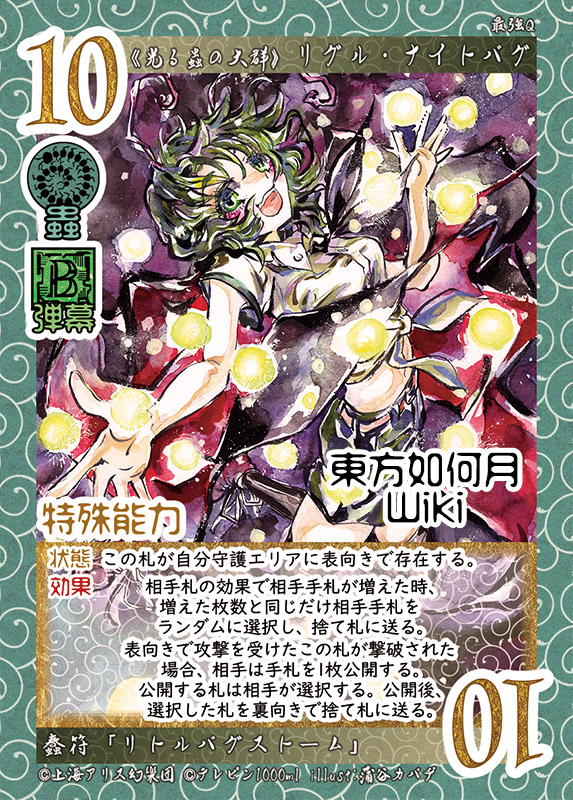 最強Q
10
《光る蟲の大群》 リグル・ナイトバグ
蟲
B
弾幕
東方如何月
Wiki
特殊能力
状態 この札が自分守護エリアに表向きで存在する。
効果 相手札の効果で相手手札が増えた時、
増えた枚数と同じだけ相手手札を
ランダムに選択し、捨て札に送る。
表向きで攻撃を受けたこの札が撃破された
場合、相手は手札を1枚公開する。
公開する札は相手が選択する。公開後、
選択した札を裏向きで捨て札に送る。
10
蠢符「リトルバグストーム」
©上海アリス幻樂団 ©テレピン1000ml illust:蒲谷カバヂ